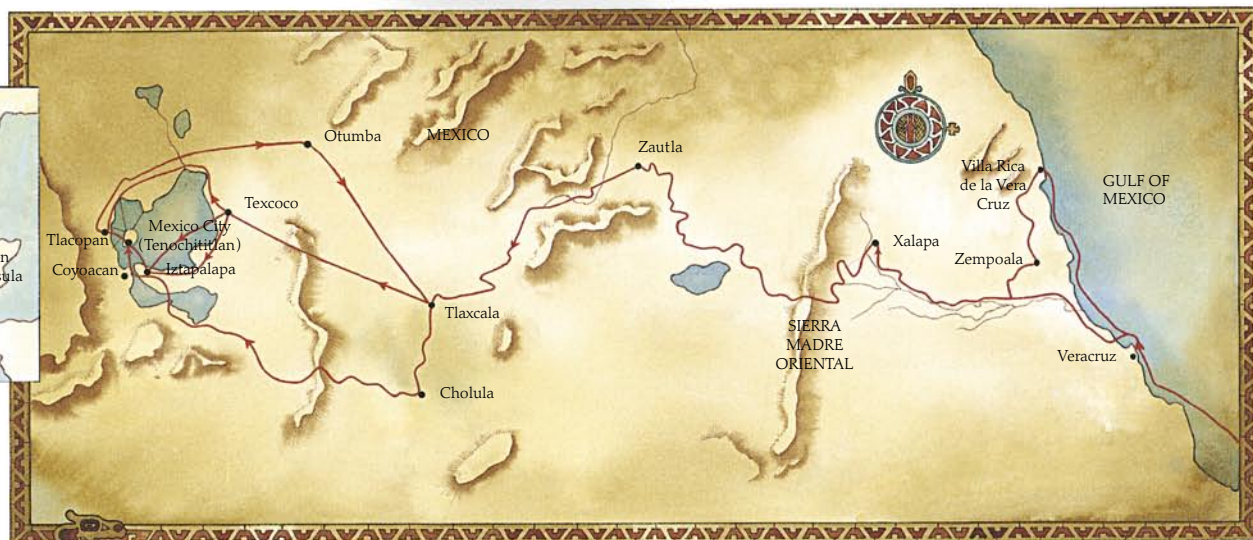 Otumba
MEXICO
Zautla
Villa Rica
de la Vera
Cruz
GULF OF
MEXICO
Texcoco
Mexico City
(Tenochititlan)
Tlacopan
Xalapa
Coyoacan
Iztapalapa
Zempoala
Tlaxcala
SIERRA
MADRE
ORIENTAL
Veracruz
Cholula